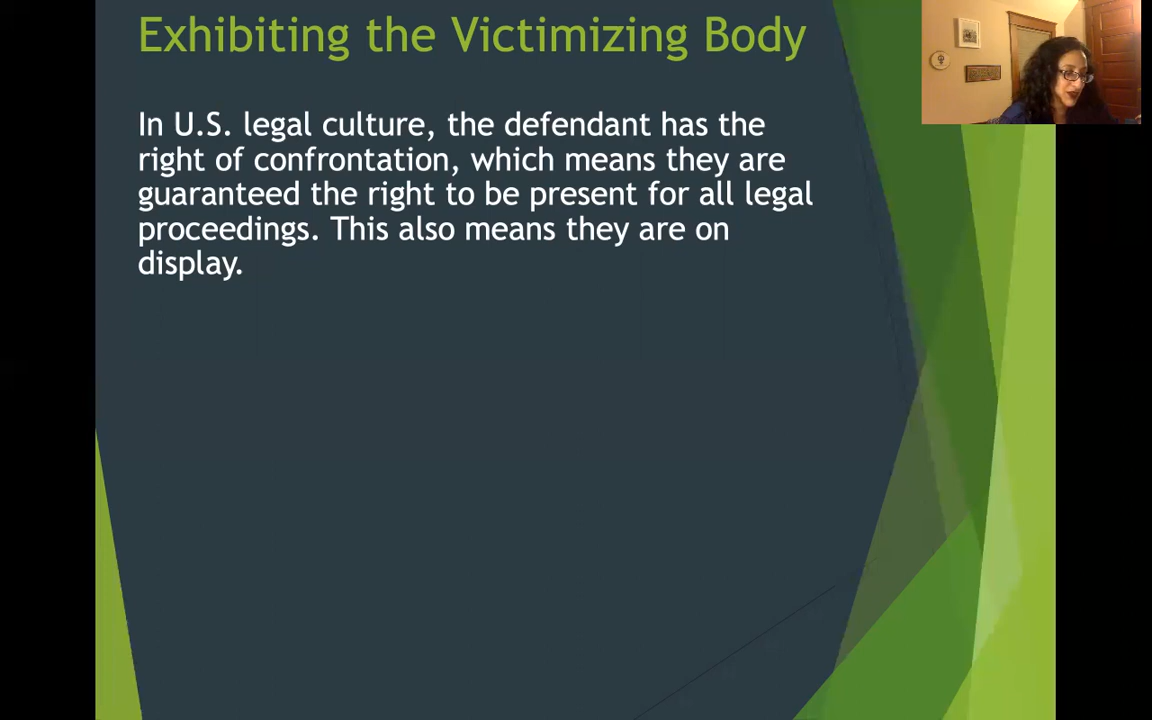 Exhibiting the Victimizing Body
In U.S. legal culture, the defendant has the
right of confrontation, which means they are
guaranteed the right to be present for all legal
proceedings. This also means they are on
display.